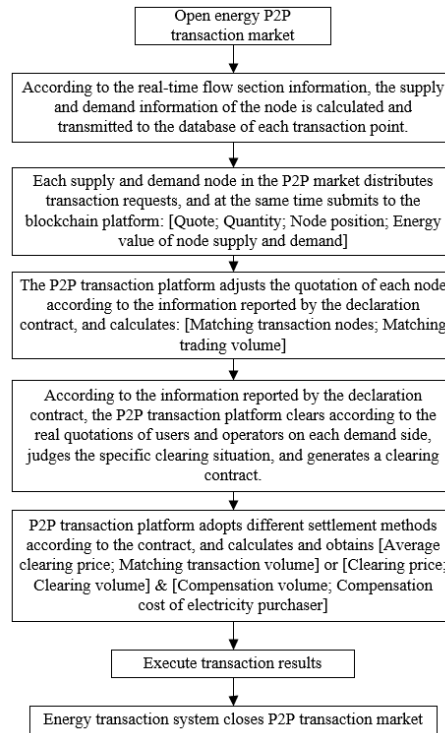 Open energy P2P
transaction market
According to the real-time flow section information, the supply
and demand information of the node is calculated and
transmitted to the database of each transaction point.
Each supply and demand node in the P2P market distributes
transaction requests, and at the same time submits to the
blockchain platform: [Quote; Quantity; Node position; Energy
value of node supply and demand]
The P2P transaction platform adjusts the quotation of each node
according to the information reported by the declaration
contract, and calculates: [Matching transaction nodes; Matching
trading volume]
According to the information reported by the declaration
contract, the P2P transaction platform clears according to the
real quotations of users and operators on each demand side,
judges the specific clearing situation, and generates a clearing
contract.
P2P transaction platform adopts different settlement methods
according to the contract, and calculates and obtains [Average
clearing price; Matching transaction volume] or [Clearing price;
Clearing volume] & [Compensation volume; Compensation
cost of electricity purchaser]
Execute transaction results
Energy transaction system closes P2P transaction market